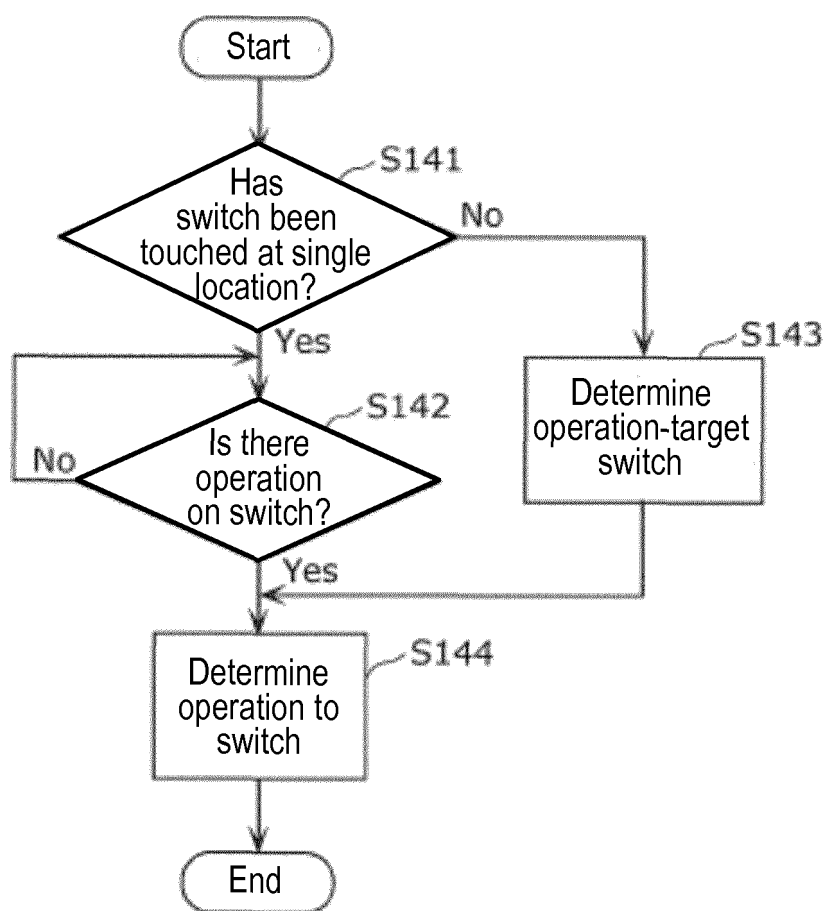 Start
S141
Has
switch been
touched at single
location?
No
Yes
S143
Determine
operation-target
switch
S142
Is there
operation
on switch?
No
Yes
S144
Determine
operation to
switch
End